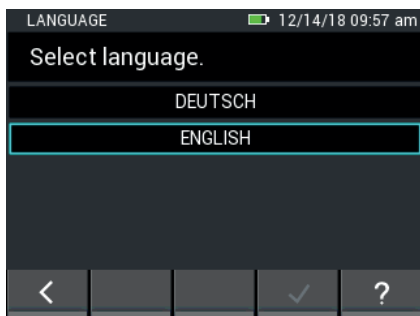 LANGUAGE 12/14/18 09:57 am
Select language.
DEUTSCH
ENGLISH
?